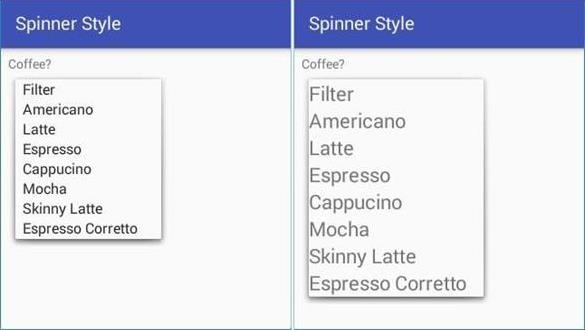 Spinner Style
Coffee?
Filter
Americano
Latte
Espresso
Cappucino
Mocha
Skinny Latte
Espresso Corretto
Spinner Style
Coffee?
Filter
Americano
Latte
Espresso
Cappucino
Mocha
Skinny Latte
Espresso Corretto